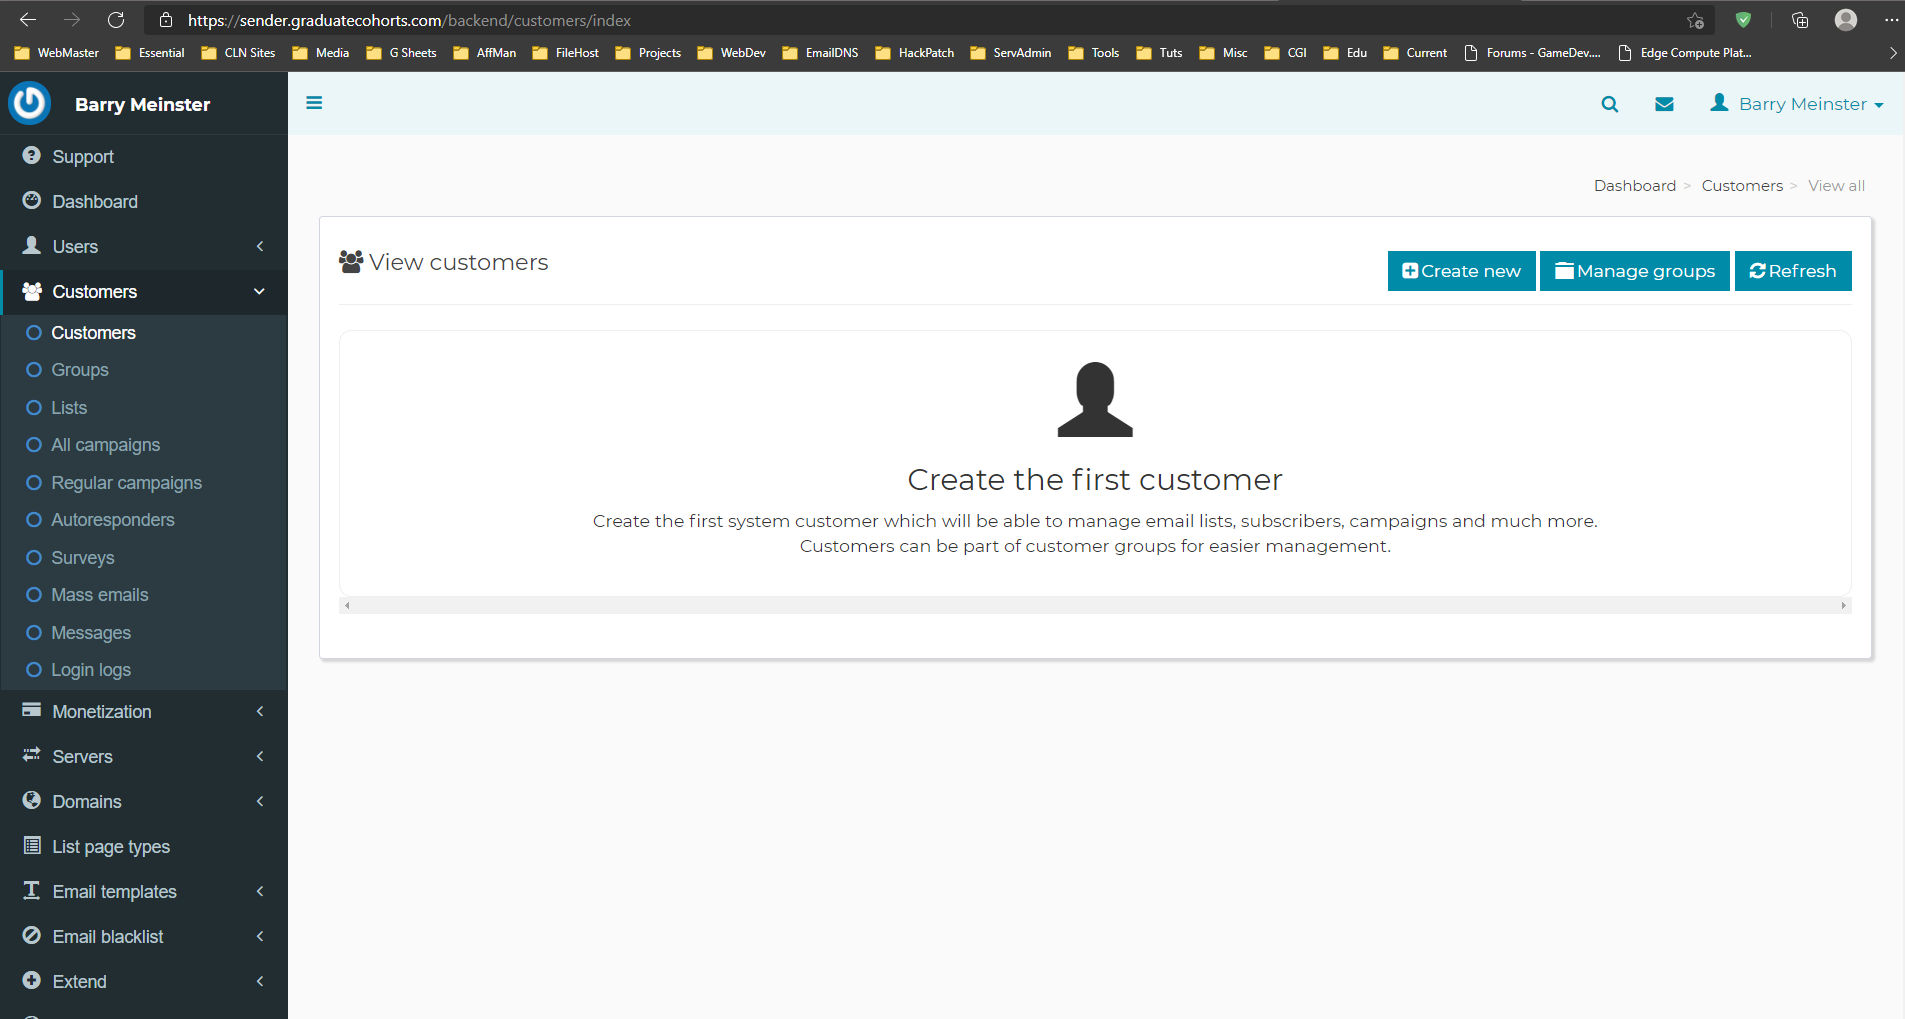 https://sender.graduatecohorts.com/backend/customers/index
WebMaster Essential CLN Sites Media G Sheets AffMan FileHost Projects WebDev EmailDNS HackPatch ServAdmin Tools Tuts Misc CGI Edu Current Forums - GameDev.... Edge Compute Plat...
Barry Meinster
Barry Meinster
Support
Dashboard
Users
Customers
Customers
Groups
Lists
All campaigns
Regular campaigns
Autoresponders
Surveys
Mass emails
Messages
Login logs
Monetization
Servers
Domains
List page types
Email templates
Email blacklist
Extend
Dashboard > Customers > View all
View customers
Create new Manage groups Refresh
Create the first customer
Create the first system customer which will be able to manage email lists, subscribers, campaigns and much more.
Customers can be part of customer groups for easier management.